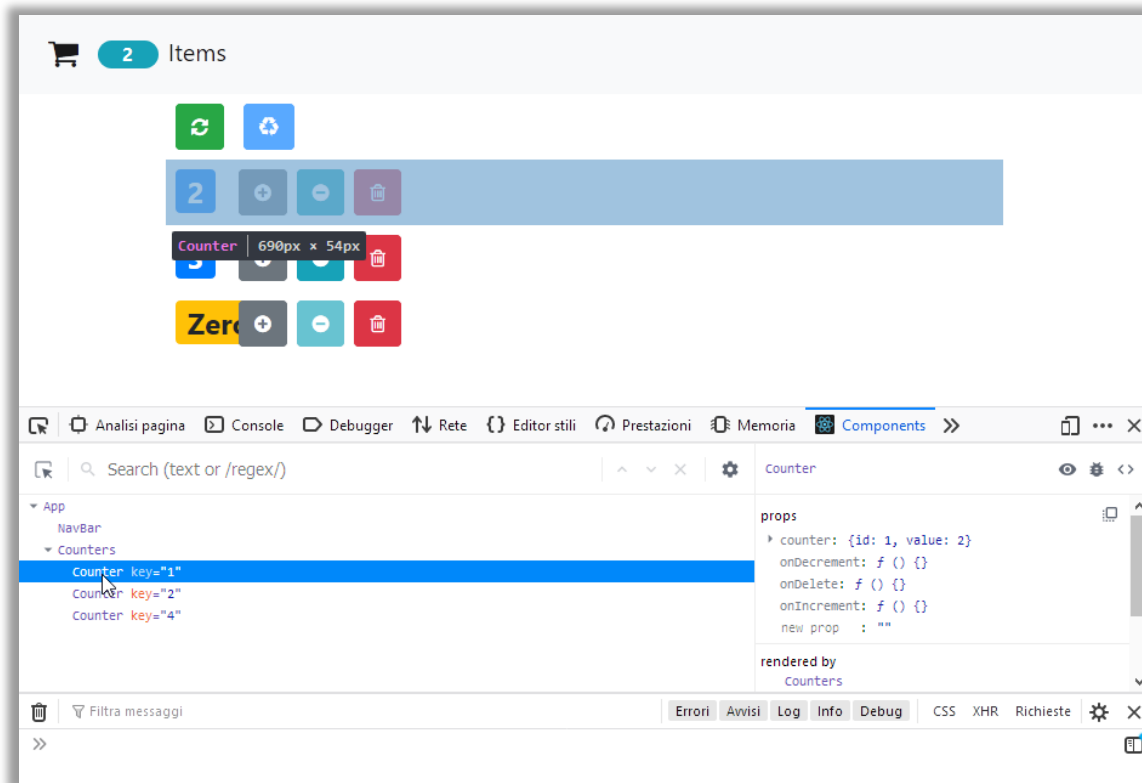 2 Items
2
Counter 690px × 54px
Zero
Analisi pagina Console Debugger Rete Editor stili Prestazioni Memoria Components
Search (text or /regex/) Counter
App
NavBar
Counters
Counter key="1"
Counter key="2"
Counter key="4"
props
counter: {id: 1, value: 2}
onDecrement: ƒ () {}
onDelete: ƒ () {}
onIncrement: ƒ () {}
new prop : ""
rendered by
Counters
Filtra messaggi Errori Avvisi Log Info Debug CSS XHR Richieste